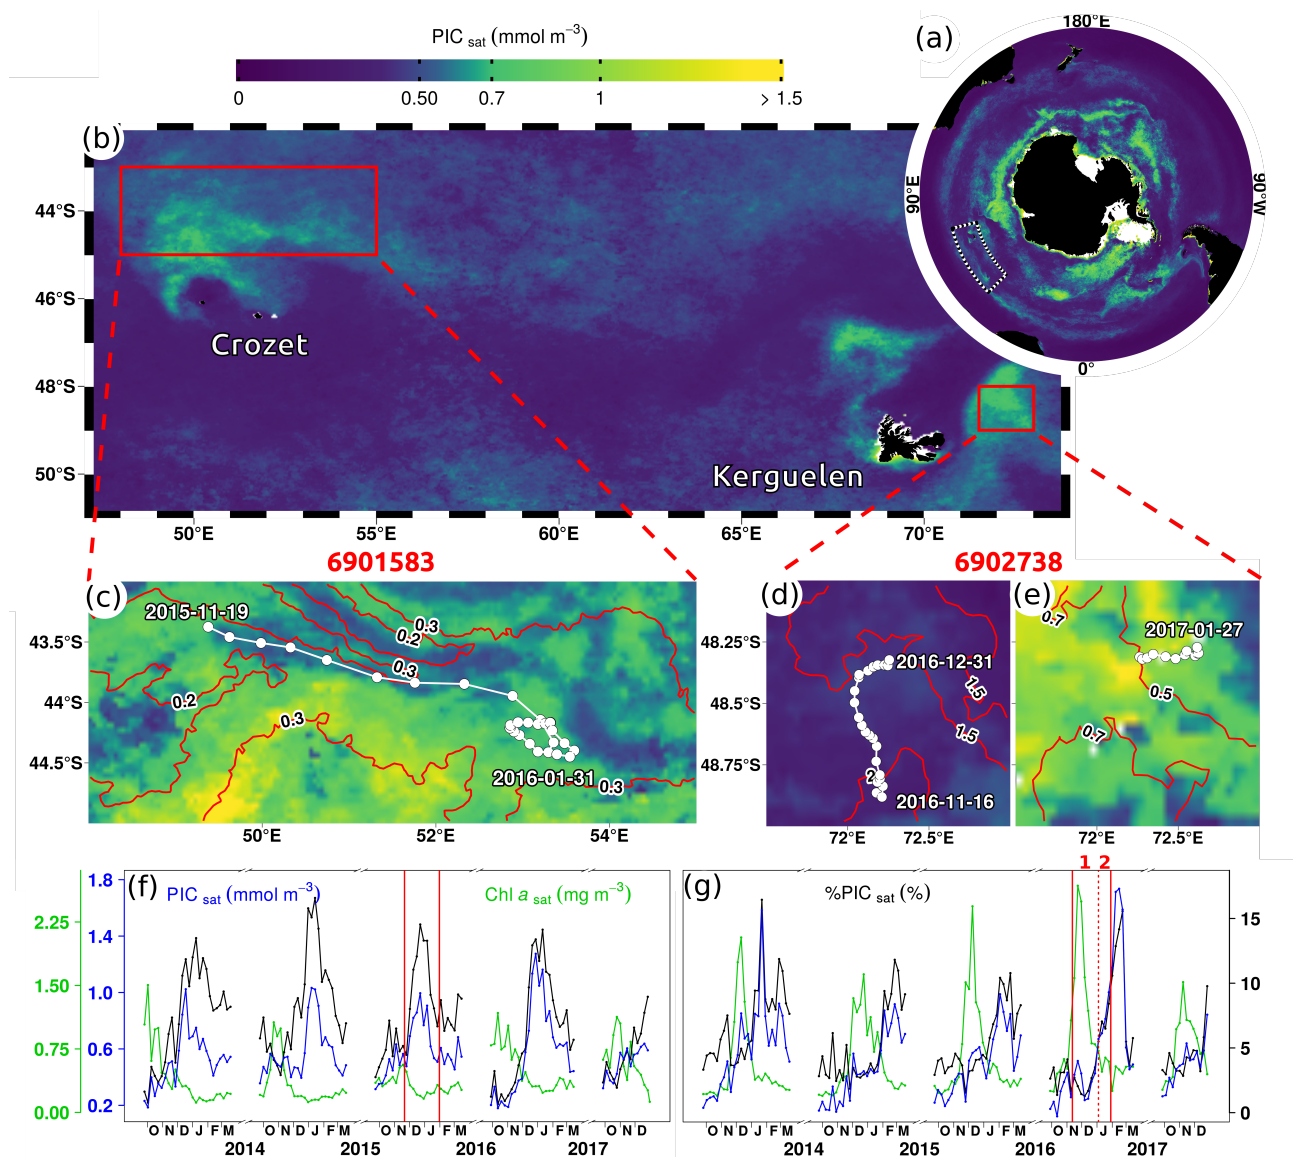 PIC sat (mmol m⁻³)
0 0.50 0.7 1 > 1.5
(a)
180°E
90°E
90°W
0°
(b)
44°S
46°S
48°S
50°S
Crozet
Kerguelen
50°E 55°E 60°E 65°E 70°E
6901583
6902738
(c)
2015-11-19
0.3
0.2
0.3
0.2
0.3
2016-01-31
0.3
43.5°S
44°S
44.5°S
50°E 52°E 54°E
(d)
2016-12-31
1.5
1.5
2
2016-11-16
48.25°S
48.5°S
48.75°S
72°E 72.5°E
(e)
0.7
2017-01-27
0.5
0.7
72°E 72.5°E
(f)
PIC sat (mmol m⁻³)
Chl a sat (mg m⁻³)
2.25
1.50
0.75
0.00
1.8
1.4
1.0
0.6
0.2
O N D J F M O N D J F M O N D J F M O N D J F M O N D
2014 2015 2016 2017
(g)
%PIC sat (%)
1 2
15
10
5
0
O N D J F M O N D J F M O N D J F M O N D J F M O N D
2014 2015 2016 2017